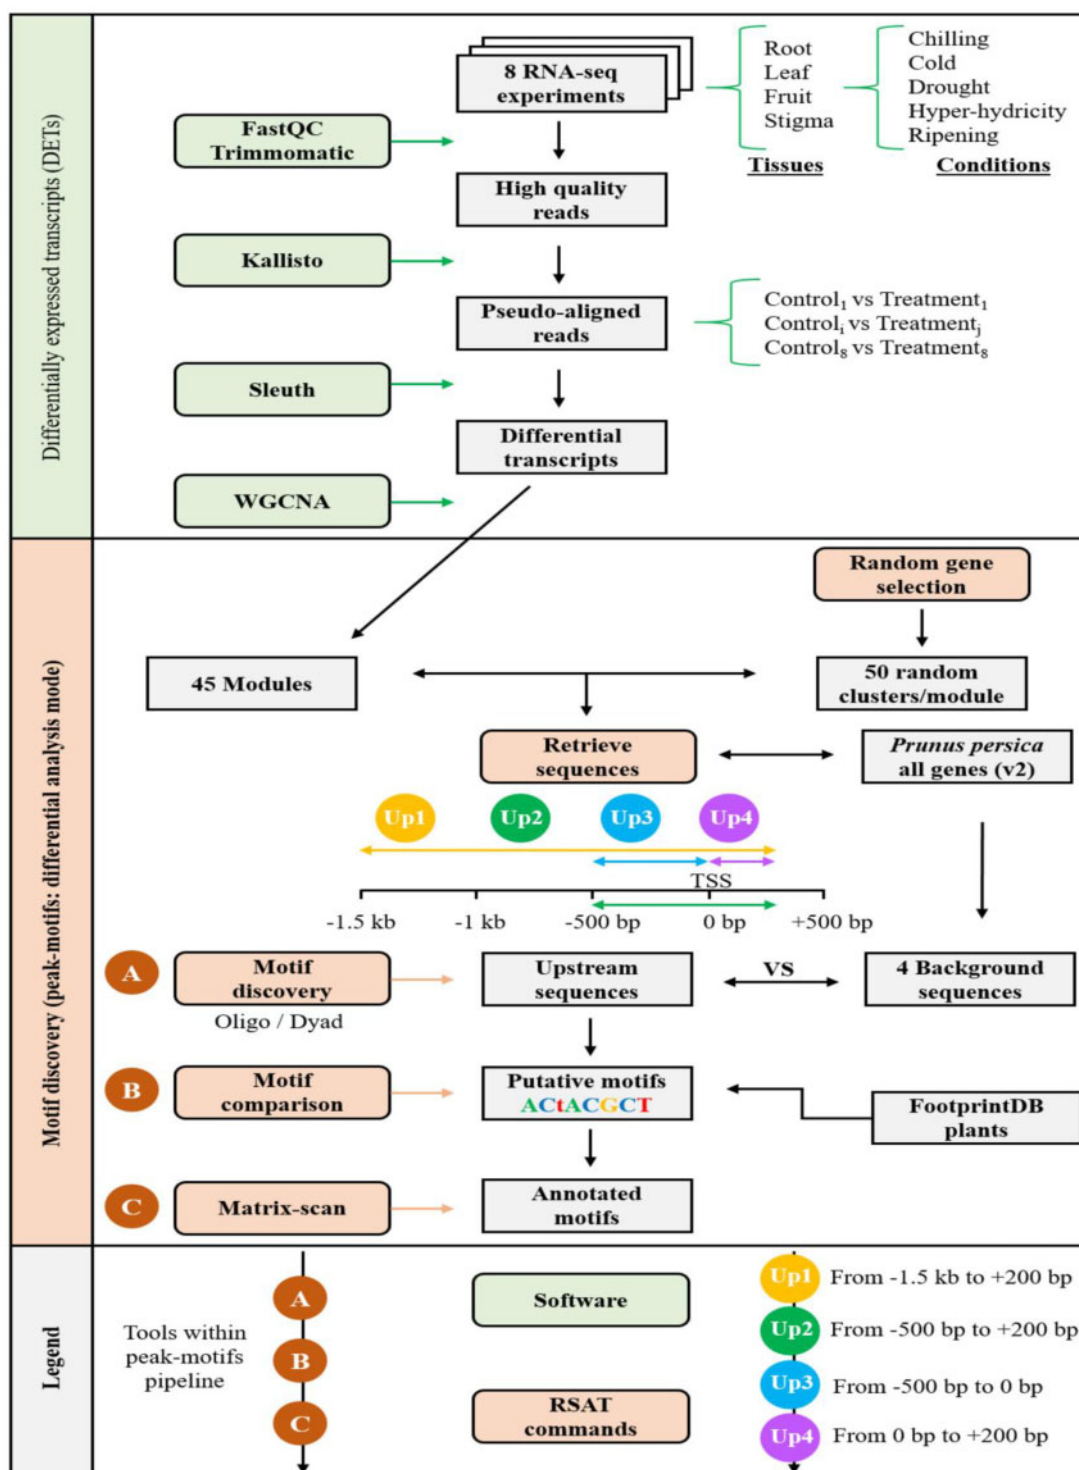 Differentially expressed transcripts (DETs)
8 RNA-seq
experiments
Root
Leaf
Fruit
Stigma
Tissues
Chilling
Cold
Drought
Hyper-hydricity
Ripening
Conditions
FastQC
Trimmomatic
High quality
reads
Kallisto
Pseudo-aligned
reads
Control1 vs Treatment1
Controli vs Treatmentj
Control8 vs Treatment8
Sleuth
Differential
transcripts
WGCNA
Motif discovery (peak-motifs: differential analysis mode)
Random gene
selection
45 Modules
50 random
clusters/module
Retrieve
sequences
Prunus persica
all genes (v2)
Up1
Up2
Up3
Up4
TSS
-1.5 kb
-1 kb
-500 bp
0 bp
+500 bp
A
Motif
discovery
Oligo / Dyad
Upstream
sequences
VS
4 Background
sequences
B
Motif
comparison
Putative motifs
ACtACGCT
FootprintDB
plants
C
Matrix-scan
Annotated
motifs
Legend
Tools within
peak-motifs
pipeline
A
B
C
Software
RSAT
commands
Up1 From -1.5 kb to +200 bp
Up2 From -500 bp to +200 bp
Up3 From -500 bp to 0 bp
Up4 From 0 bp to +200 bp